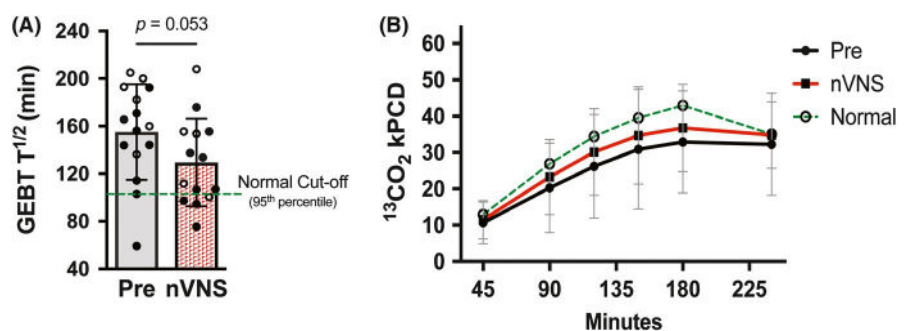 (A)
p = 0.053
GEBT T1/2 (min)
240
200
160
120
80
40
Normal Cut-off
(95th percentile)
Pre nVNS
(B)
13CO2 kPCD
60
50
40
30
20
10
0
45 90 135 180 225
Minutes
Pre
nVNS
Normal